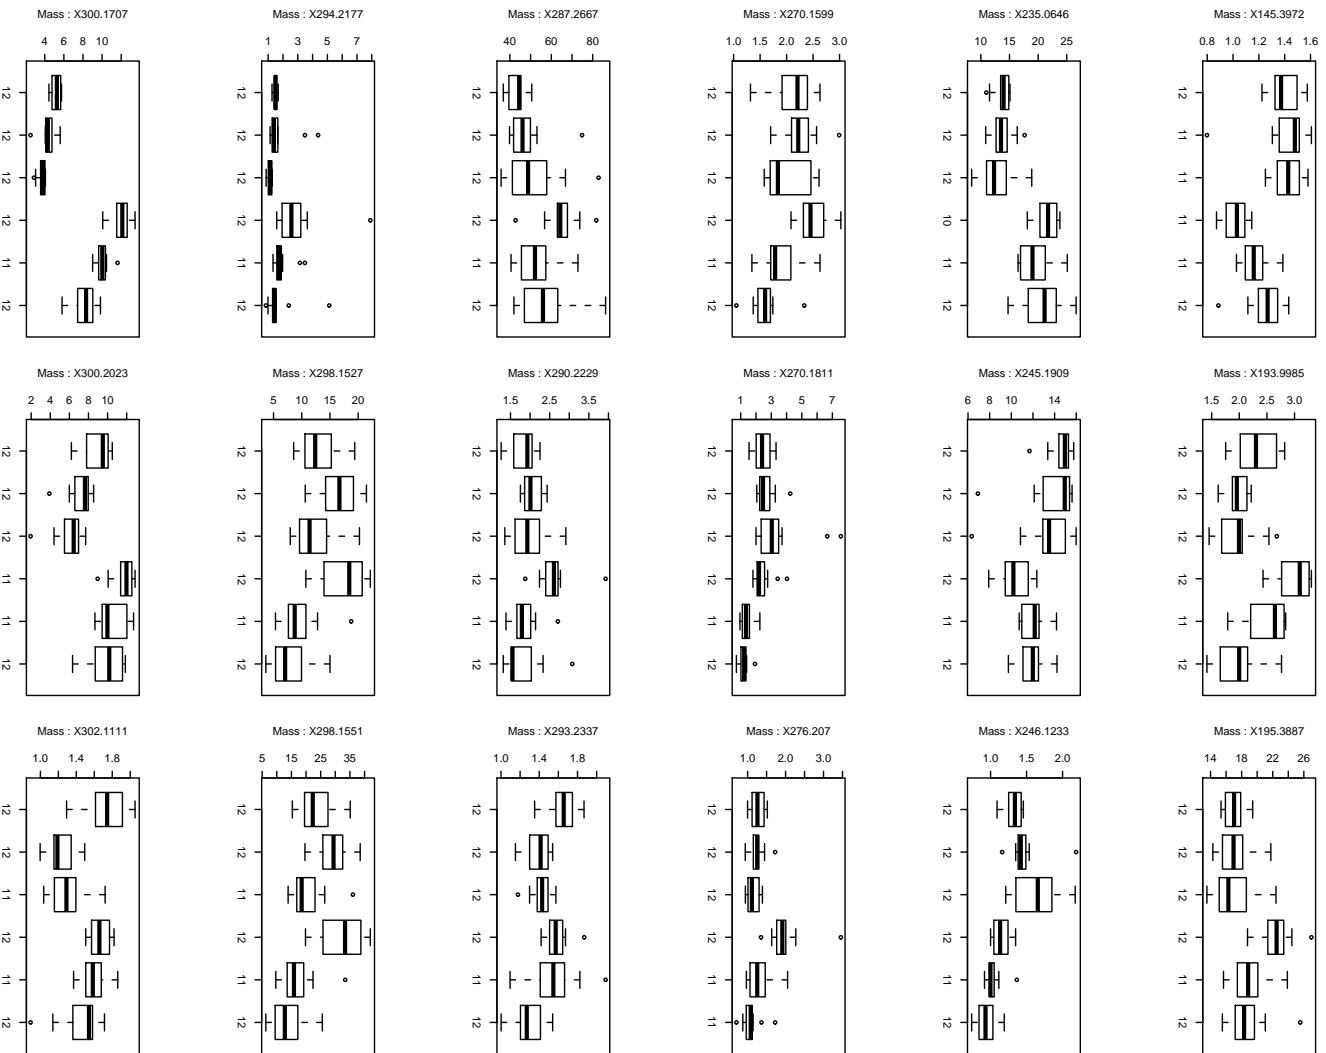 Mass : X300.1707
Mass : X294.2177
Mass : X287.2667
Mass : X270.1599
Mass : X235.0646
Mass : X145.3972
4 6 8 10
1 3 5 7
40 60 80
1.0 1.5 2.0 2.5 3.0
10 15 20 25
0.8 1.0 1.2 1.4 1.6
12 12 12 12 12 12
12 12 12 12 12 11
12 12 12 12 12 11
12 12 12 12 10 11
11 11 11 11 11 11
12 12 12 12 12 12
Mass : X300.2023
Mass : X298.1527
Mass : X290.2229
Mass : X270.1811
Mass : X245.1909
Mass : X193.9985
2 4 6 8 10
5 10 15 20
1.5 2.5 3.5
1 3 5 7
6 8 10 14
1.5 2.0 2.5 3.0
12 12 12 12 12 12
12 12 12 12 12 12
12 12 12 12 12 12
11 12 12 12 12 12
11 11 11 11 11 11
12 12 12 12 12 12
Mass : X302.1111
Mass : X298.1551
Mass : X293.2337
Mass : X276.207
Mass : X246.1233
Mass : X195.3887
1.0 1.4 1.8
5 15 25 35
1.0 1.4 1.8
1.0 2.0 3.0
1.0 1.5 2.0
14 18 22 26
12 12 12 12 12 12
12 12 12 12 12 12
11 12 12 12 12 12
12 12 12 12 12 12
11 11 11 11 11 11
12 12 12 11 12 12